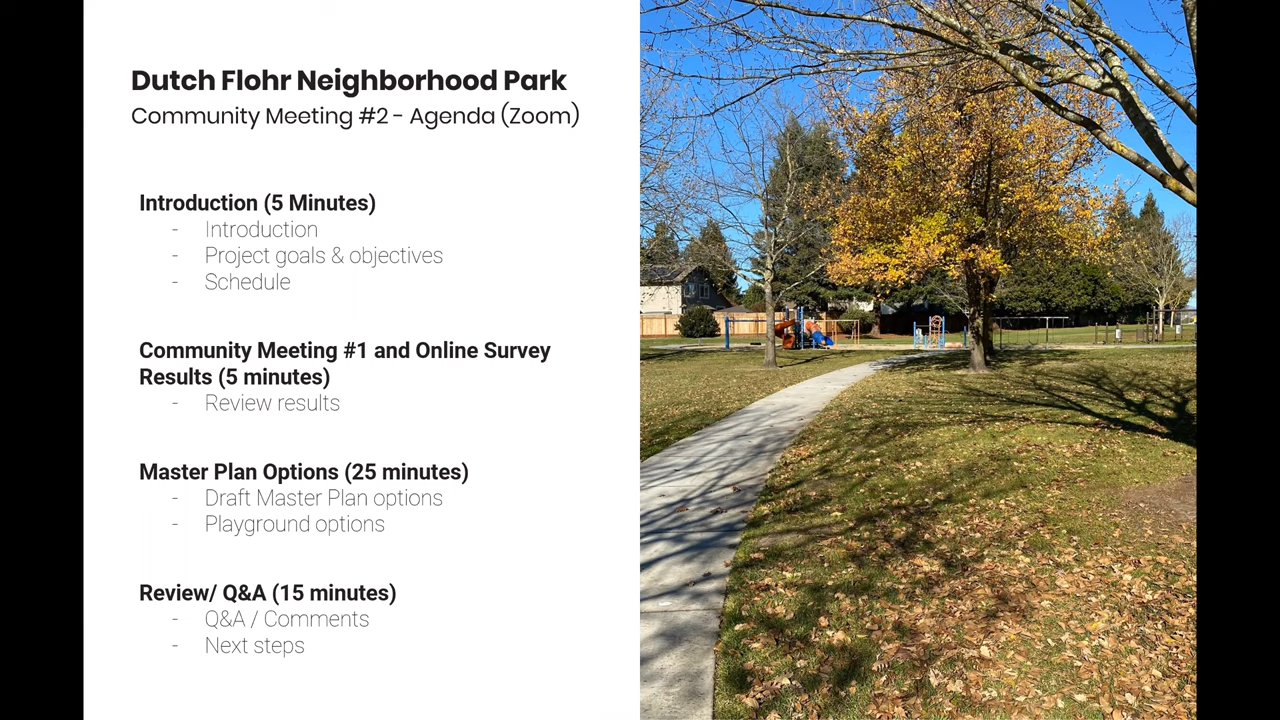 Dutch Flohr Neighborhood Park
Community Meeting #2 - Agenda (Zoom)
Introduction (5 Minutes)
- Introduction
- Project goals & objectives
- Schedule
Community Meeting #1 and Online Survey
Results (5 minutes)
- Review results
Master Plan Options (25 minutes)
- Draft Master Plan options
- Playground options
Review/ Q&A (15 minutes)
- Q&A / Comments
- Next steps